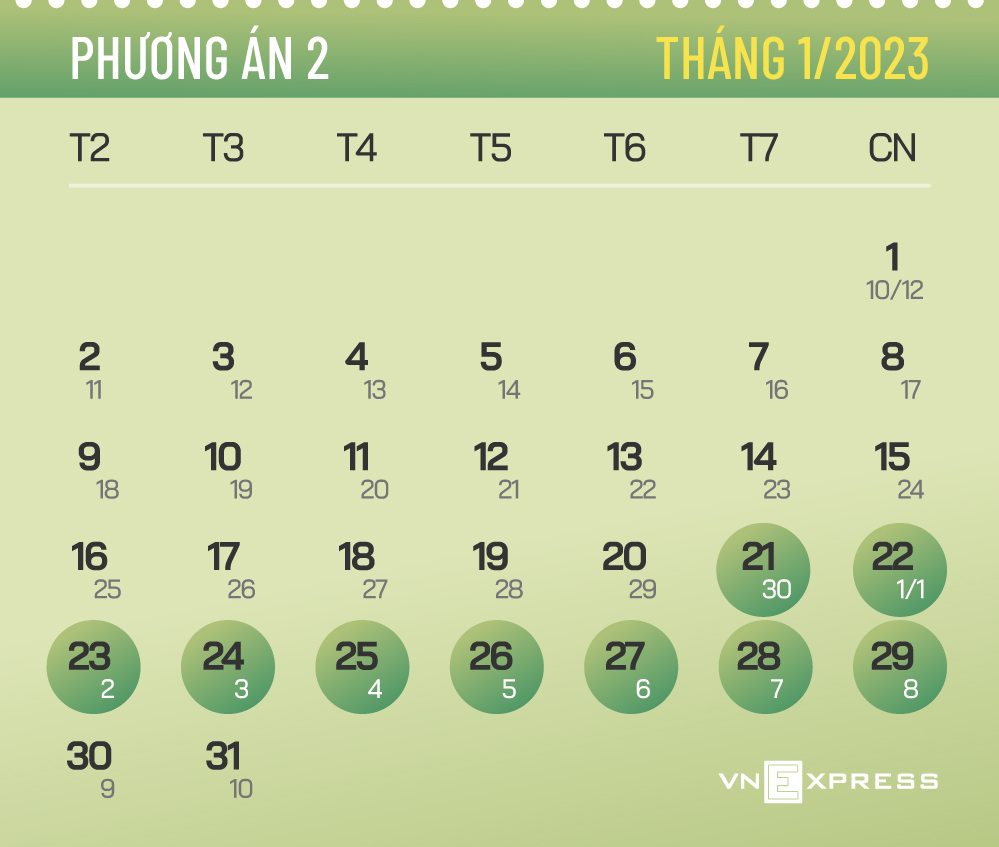 PHƯƠNG ÁN 2 THÁNG 1/2023
T2 T3 T4 T5 T6 T7 CN
1
10/12
2 3 4 5 6 7 8
11 12 13 14 15 16 17
9 10 11 12 13 14 15
18 19 20 21 22 23 24
16 17 18 19 20 21 22
25 26 27 28 29 30 1/1
23 24 25 26 27 28 29
2 3 4 5 6 7 8
30 31
9 10
VNEXPRESS